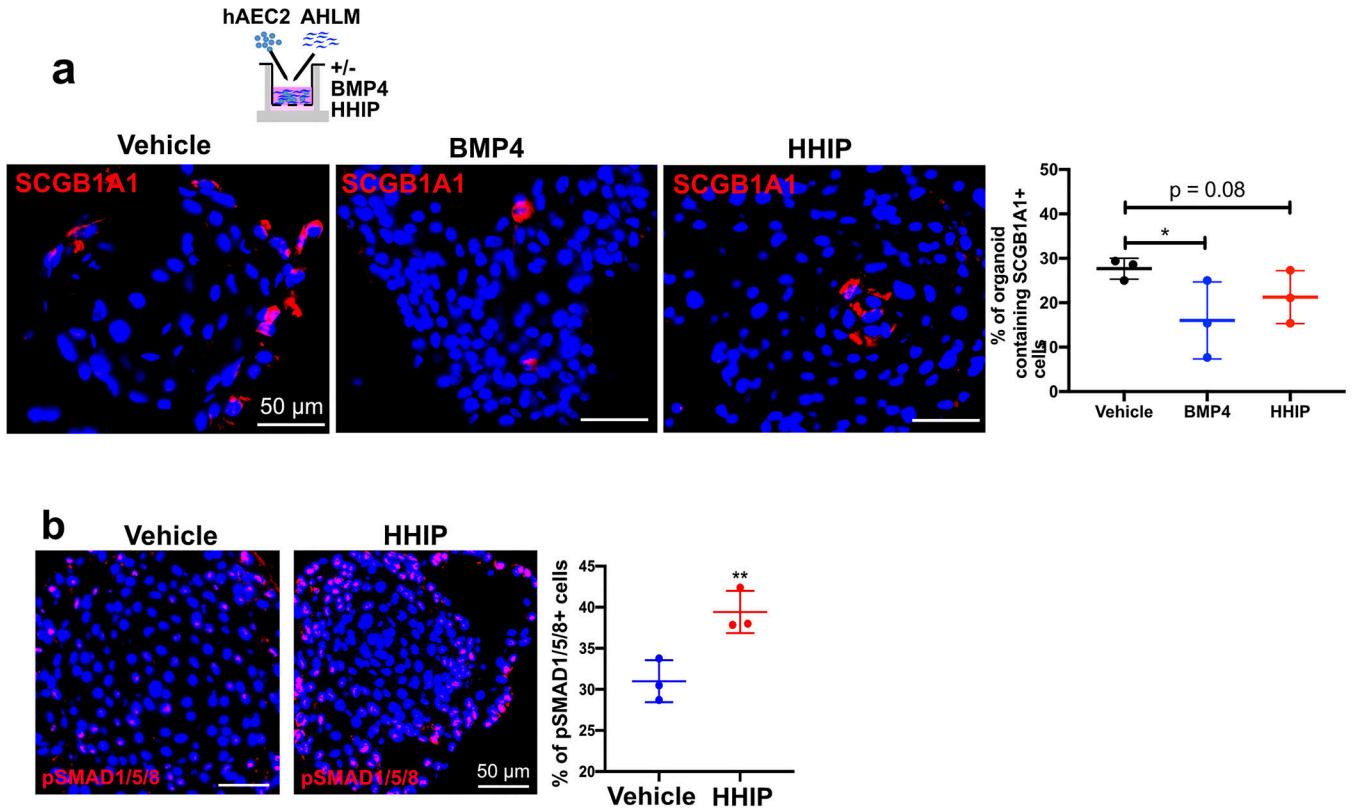 hAEC2 AHLM
a
+/-
BMP4
HHIP
Vehicle
BMP4
HHIP
SCGB1A1
SCGB1A1
SCGB1A1
50 µm
% of organoid
containing SCGB1A1+
cells
50
40
30
20
10
0
p = 0.08
*
Vehicle
BMP4
HHIP
b
Vehicle
HHIP
pSMAD1/5/8
pSMAD1/5/8
50 µm
% of pSMAD1/5/8+ cells
45
40
35
30
25
20
**
Vehicle
HHIP